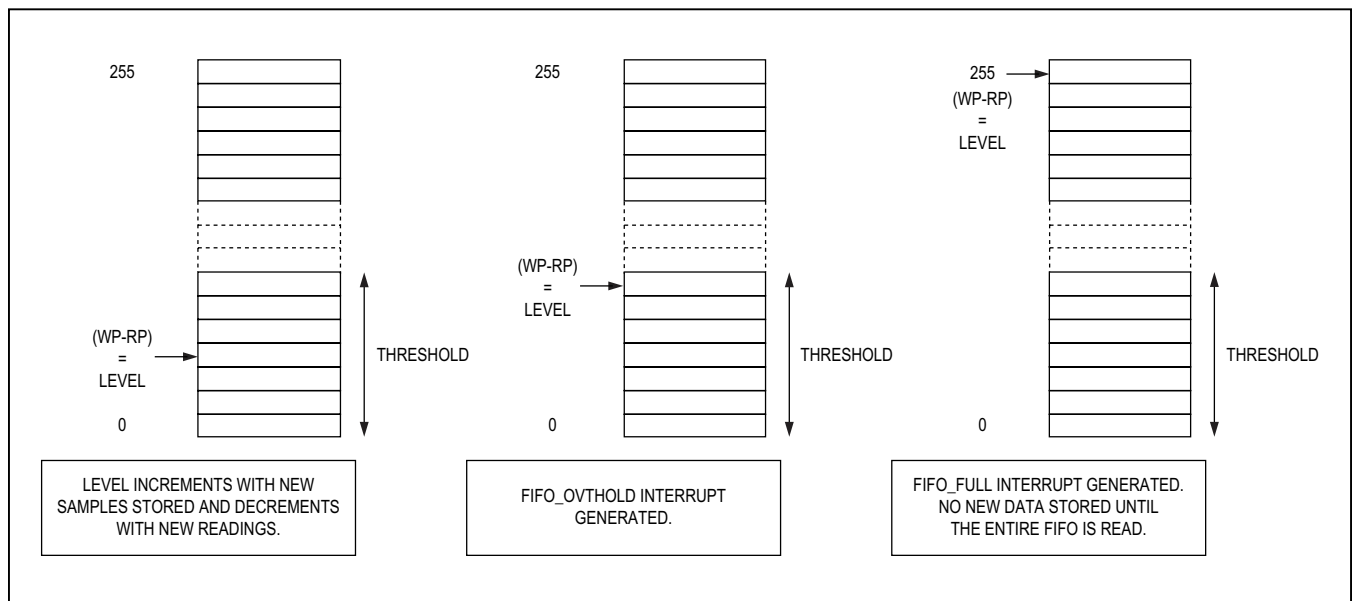 255
(WP-RP)
=
LEVEL
0
THRESHOLD
LEVEL INCREMENTS WITH NEW
SAMPLES STORED AND DECREMENTS
WITH NEW READINGS.
255
(WP-RP)
=
LEVEL
0
THRESHOLD
FIFO_OVTHOLD INTERRUPT
GENERATED.
255
(WP-RP)
=
LEVEL
0
THRESHOLD
FIFO_FULL INTERRUPT GENERATED.
NO NEW DATA STORED UNTIL
THE ENTIRE FIFO IS READ.